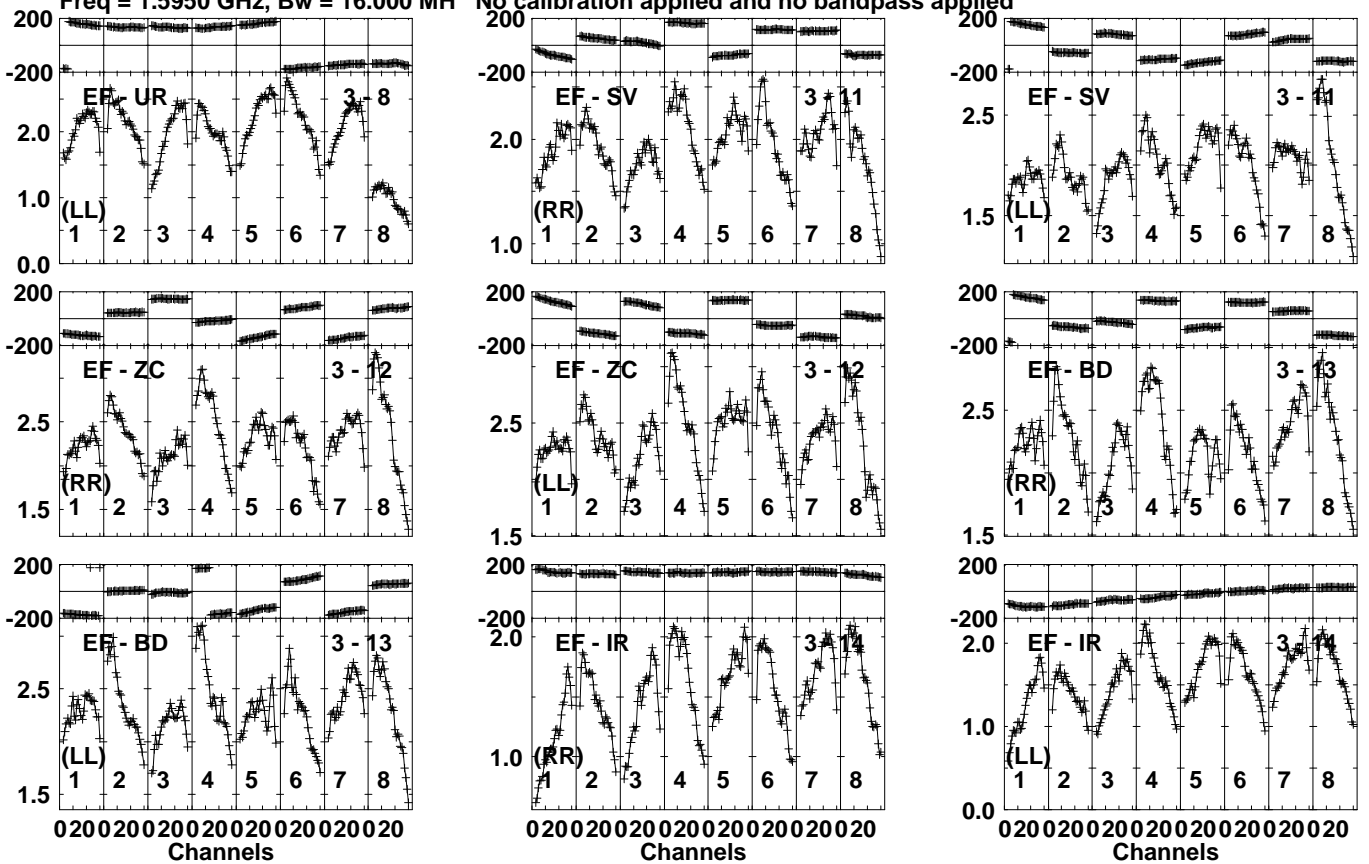 Freq = 1.5950 GHz, Bw = 16.000 MH No calibration applied and no bandpass applied
200
-200
EF - UR 3 - 8
2.0
1.0
(LL)
1 2 3 4 5 6 7 8
0.0
200
-200
EF - SV 3 - 11
2.0
(RR)
1.0
1 2 3 4 5 6 7 8
200
-200
EF - SV 3 - 11
2.5
1.5
(LL)
1 2 3 4 5 6 7 8
200
-200
EF - ZC 3 - 12
2.5
(RR)
1.5
1 2 3 4 5 6 7 8
200
-200
EF - ZC 3 - 12
2.5
(LL)
1 2 3 4 5 6 7 8
1.5
200
-200
EF - BD 3 - 13
2.5
(RR)
1 2 3 4 5 6 7 8
1.5
200
-200
EF - BD 3 - 13
2.5
(LL)
1 2 3 4 5 6 7 8
1.5
0 20 0 20 0 20 0 20 0 20 0 20 0 20 0 20
Channels
200
-200
EF - IR 3 - 14
2.0
1.0
(RR)
1 2 3 4 5 6 7 8
0 20 0 20 0 20 0 20 0 20 0 20 0 20 0 20
Channels
200
-200
EF - IR 3 - 14
2.0
1.0
(LL)
1 2 3 4 5 6 7 8
0.0
0 20 0 20 0 20 0 20 0 20 0 20 0 20 0 20
Channels